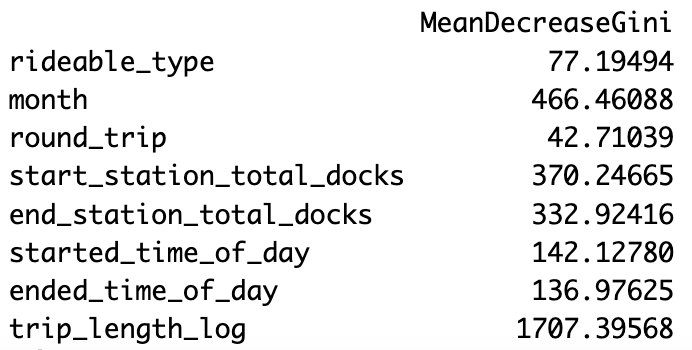 MeanDecreaseGini
rideable_type 77.19494
month 466.46088
round_trip 42.71039
start_station_total_docks 370.24665
end_station_total_docks 332.92416
started_time_of_day 142.12780
ended_time_of_day 136.97625
trip_length_log 1707.39568